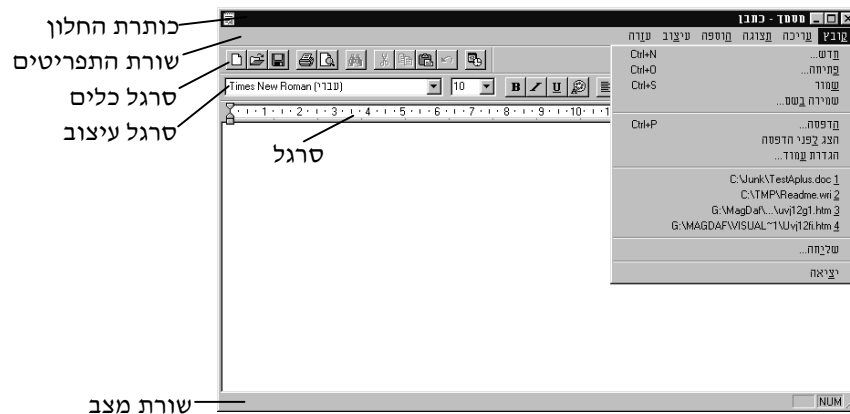 מסמך - כתבן
קובץ עריכה תצוגה הוספה עיצוב עזרה
כותרת החלון
שורת התפריטים
סרגל כלים
סרגל עיצוב
סרגל
שורת מצב
Times New Roman (עברי) 10 B I U
1 2 3 4 5 6 7 8 9 10 1
חדש... Ctrl+N
פתיחה... Ctrl+O
שמור Ctrl+S
שמירה בשם...
הדפסה... Ctrl+P
הצג לפני הדפסה
הגדרת עמוד...
1 C:\Junk\TestAplus.doc
2 C:\TMP\Readme.wri
3 G:\MagDaf\...\uvj12g1.htm
4 G:\MAGDAF\VISUAL~1\Uvj12fi.htm
שליחה...
יציאה
NUM